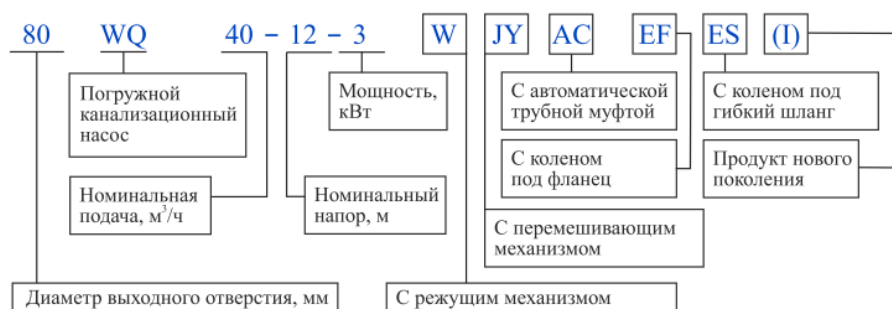 80 WQ 40 - 12 - 3 W JY AC EF ES (I)
Погружной
канализационный
насос
Мощность,
кВт
С автоматической
трубной муфтой
С коленом под
гибкий шланг
С коленом
под фланец
Продукт нового
поколения
Номинальная
подача, м³/ч
Номинальный
напор, м
С перемешивающим
механизмом
Диаметр выходного отверстия, мм
С режущим механизмом